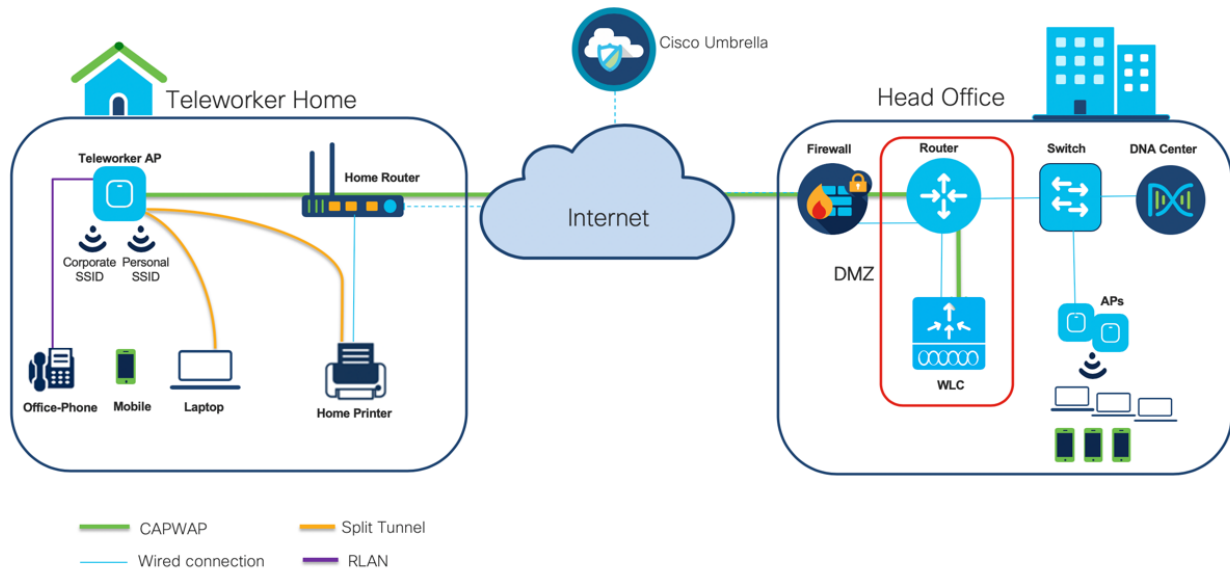 Cisco Umbrella
Teleworker Home
Head Office
Teleworker AP
Home Router
Firewall
Router
Switch
DNA Center
Internet
Corporate
SSID
Personal
SSID
DMZ
APs
WLC
Office-Phone
Mobile
Laptop
Home Printer
CAPWAP
Split Tunnel
Wired connection
RLAN